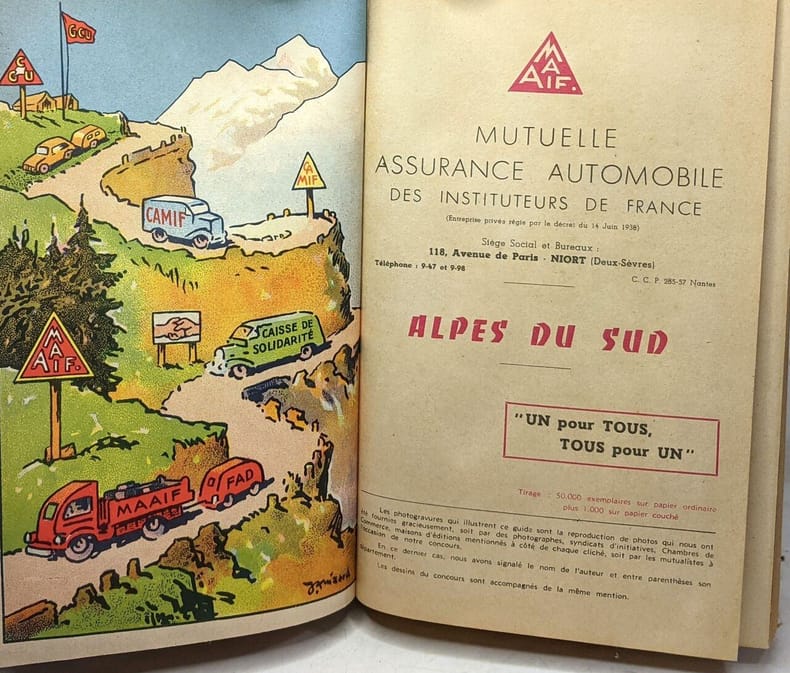 GCU
G
C U
CAMIF
CA
MIF
CAISSE DE
SOLIDARITÉ
M
A
A IF.
MAAIF
FAD
M
A
A IF.
MUTUELLE
ASSURANCE AUTOMOBILE
DES INSTITUTEURS DE FRANCE
(Entreprise privée régie par le décret du 14 Juin 1938)
Siège Social et Bureaux :
118, Avenue de Paris - NIORT (Deux-Sèvres)
Téléphone : 9-47 et 9-98
C. C. P. 285-57 Nantes
ALPES DU SUD
"UN pour TOUS,
TOUS pour UN"
Tirage : 50.000 exemplaires sur papier ordinaire
plus 1.000 sur papier couché
Les photogravures qui illustrent ce guide sont la reproduction de photos qui nous ont
été fournies gracieusement, soit par des photographes, syndicats d'initiatives, Chambres de
Commerce, maisons d'éditions mentionnés à côté de chaque cliché, soit par les mutualistes à
l'occasion de notre concours.
En ce dernier cas, nous avons signalé le nom de l'auteur et entre parenthèses son
département.
Les dessins du concours sont accompagnés de la même mention.